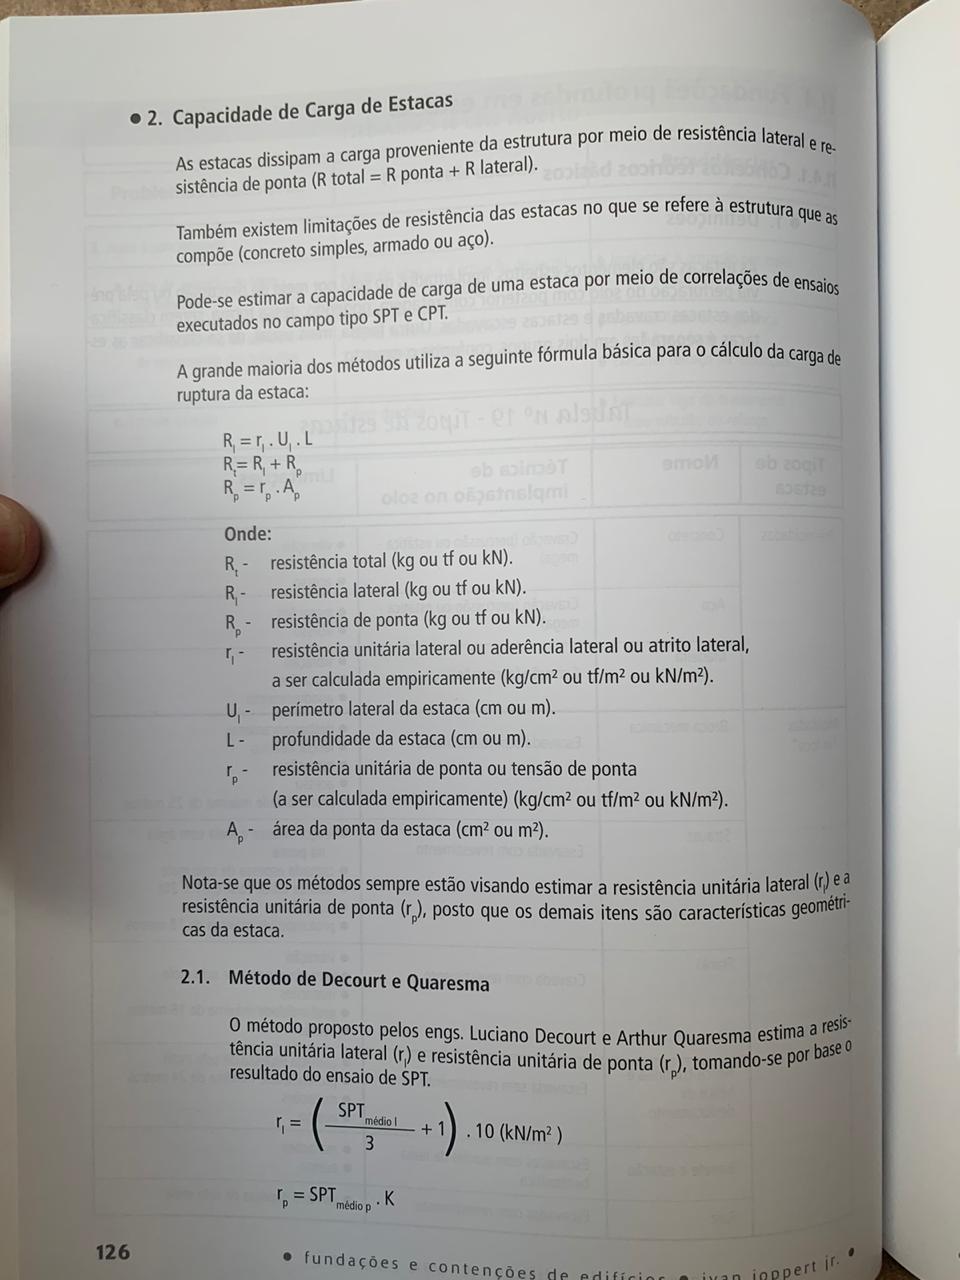 • 2. Capacidade de Carga de Estacas
As estacas dissipam a carga proveniente da estrutura por meio de resistência lateral e re-
sistência de ponta (R total = R ponta + R lateral).
Também existem limitações de resistência das estacas no que se refere à estrutura que as
compõe (concreto simples, armado ou aço).
Pode-se estimar a capacidade de carga de uma estaca por meio de correlações de ensaios
executados no campo tipo SPT e CPT.
A grande maioria dos métodos utiliza a seguinte fórmula básica para o cálculo da carga de
ruptura da estaca:
R_l = r_l . U_l . L
R_t = R_l + R_p
R_p = r_p . A_p
Onde:
R_t - resistência total (kg ou tf ou kN).
R_l - resistência lateral (kg ou tf ou kN).
R_p - resistência de ponta (kg ou tf ou kN).
r_l - resistência unitária lateral ou aderência lateral ou atrito lateral,
a ser calculada empiricamente (kg/cm² ou tf/m² ou kN/m²).
U_l - perímetro lateral da estaca (cm ou m).
L - profundidade da estaca (cm ou m).
r_p - resistência unitária de ponta ou tensão de ponta
(a ser calculada empiricamente) (kg/cm² ou tf/m² ou kN/m²).
A_p - área da ponta da estaca (cm² ou m²).
Nota-se que os métodos sempre estão visando estimar a resistência unitária lateral (r_l) e a
resistência unitária de ponta (r_p), posto que os demais itens são características geométri-
cas da estaca.
2.1. Método de Decourt e Quaresma
O método proposto pelos engs. Luciano Decourt e Arthur Quaresma estima a resis-
tência unitária lateral (r_l) e resistência unitária de ponta (r_p), tomando-se por base o
resultado do ensaio de SPT.
r_l = ( SPT_médio l / 3 + 1 ) . 10 (kN/m² )
r_p = SPT_médio p . K
126 • fundações e contenções de edifícios • ivan joppert jr. •